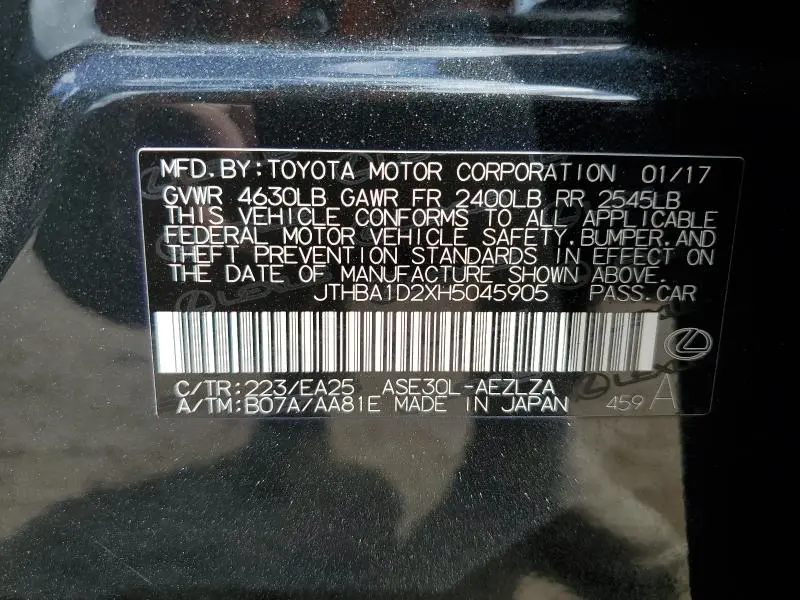 MFD.BY:TOYOTA MOTOR CORPORATION 01/17
GVWR 4630LB GAWR FR 2400LB RR 2545LB
THIS VEHICLE CONFORMS TO ALL APPLICABLE
FEDERAL MOTOR VEHICLE SAFETY,BUMPER,AND
THEFT PREVENTION STANDARDS IN EFFECT ON
THE DATE OF MANUFACTURE SHOWN ABOVE.
JTHBA1D2XH5045905 PASS.CAR
C/TR:223/EA25 ASE30L-AEZLZA
A/TM:B07A/AA81E MADE IN JAPAN 459 A